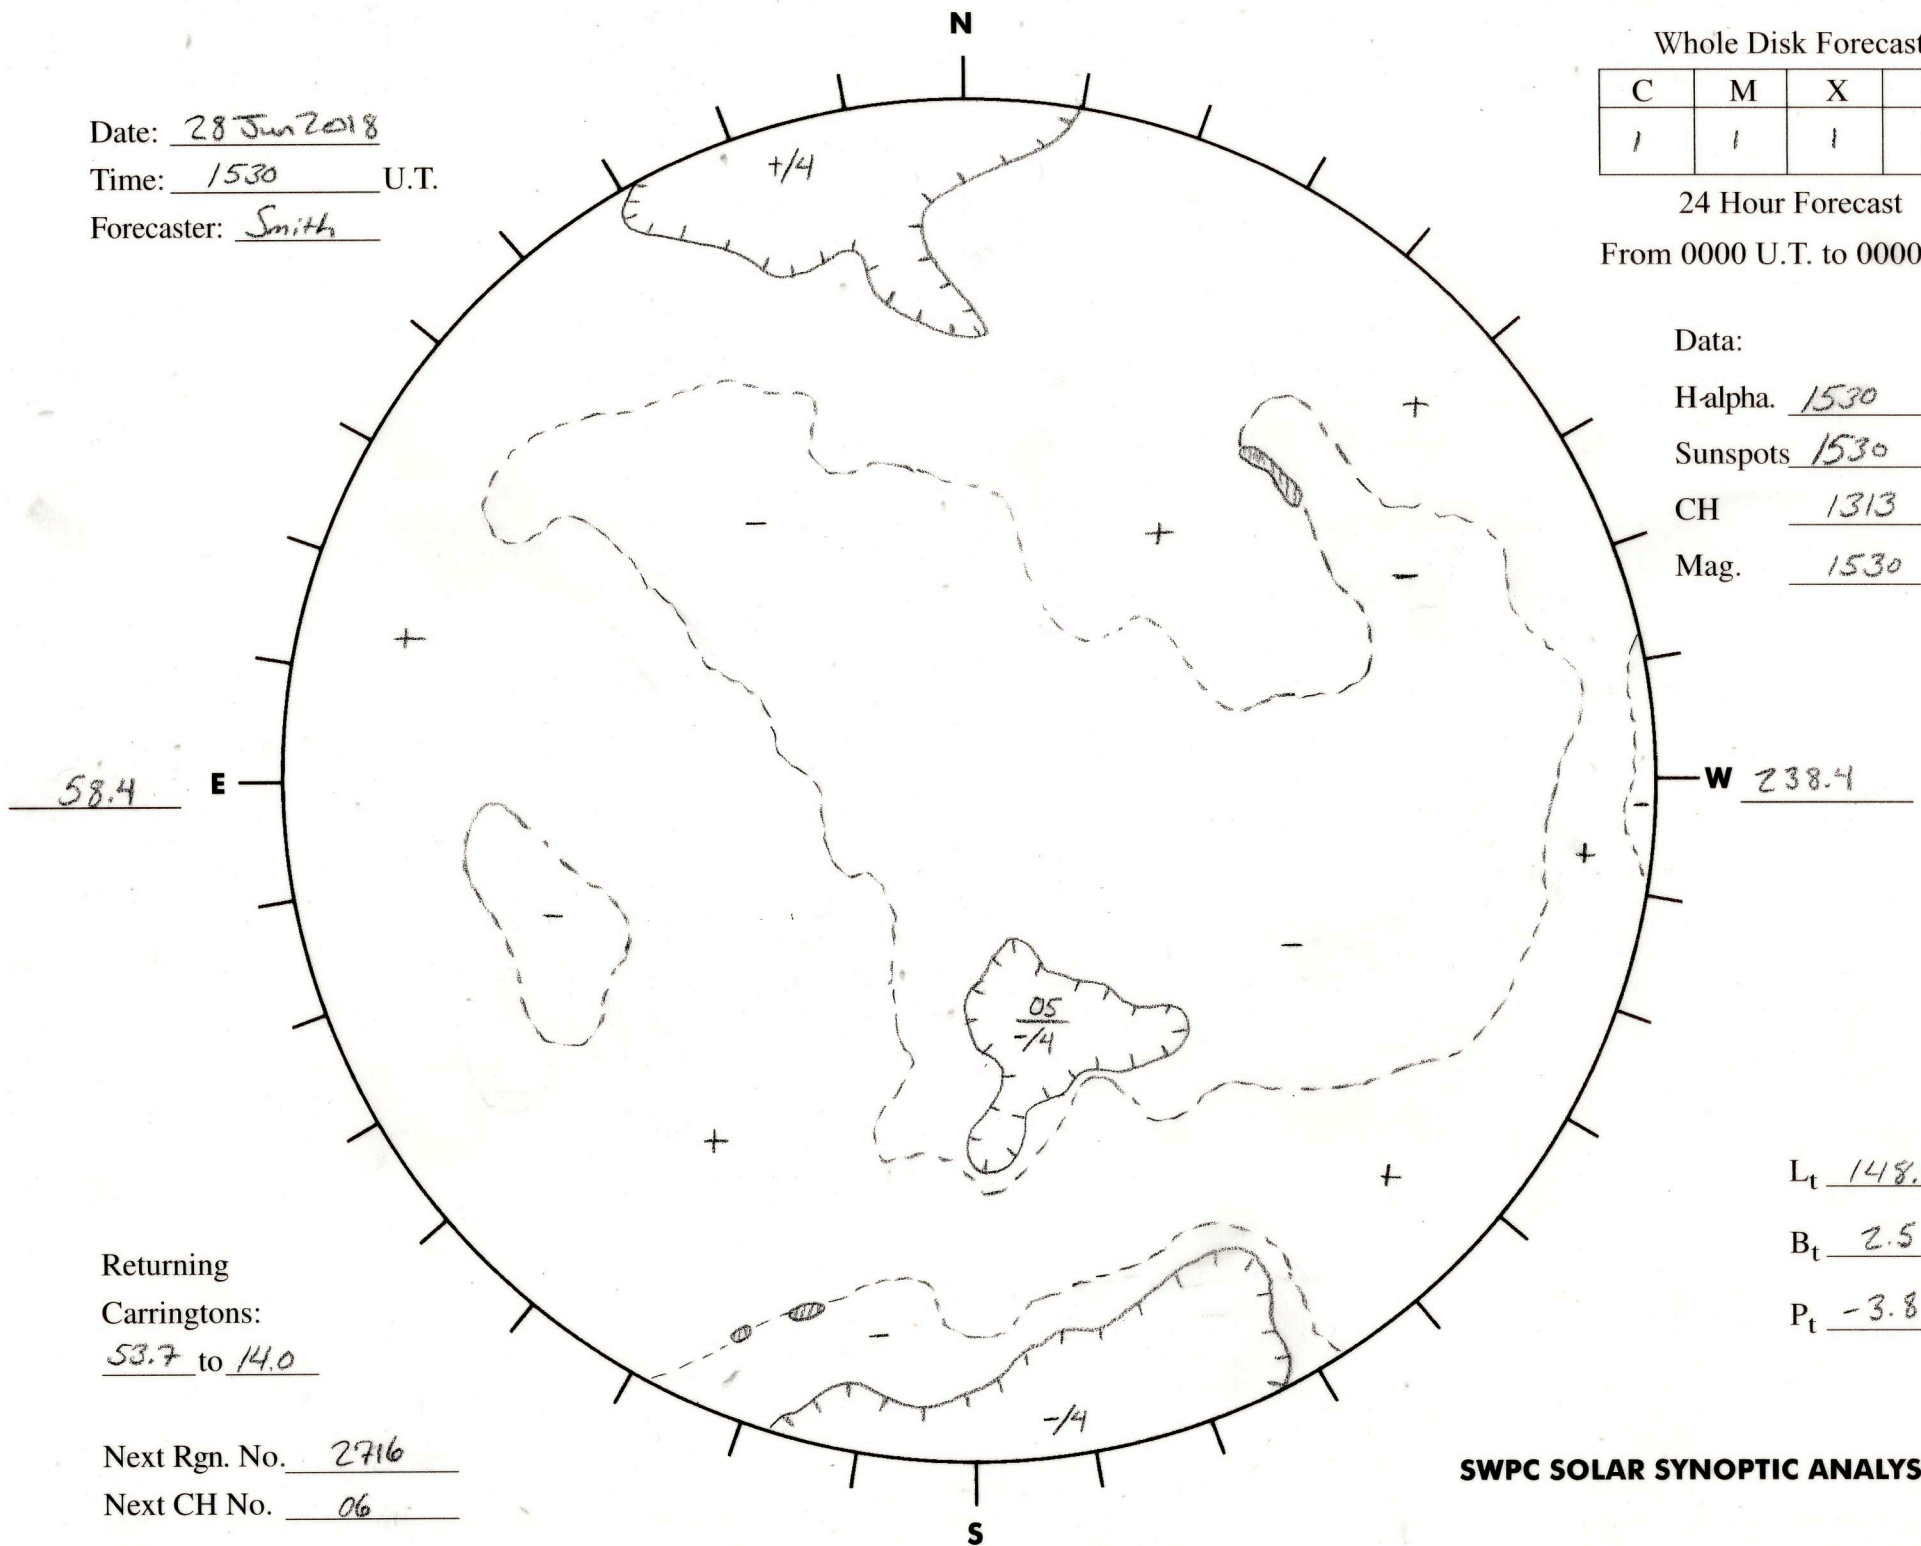 N
Whole Disk Forecast
C M X
1 1 1
24 Hour Forecast
From 0000 U.T. to 0000
Date: 28 Jun 2018
Time: 1530 U.T.
Forecaster: Smith
+/4
Data:
H-alpha. 1530
Sunspots 1530
CH 1313
Mag. 1530
+
- + -
+
58.4 E W 238.4
-
+
-
-
05
-/4
+
+
Lt 148.
Bt 2.5
Pt -3.8
Returning
Carringtons:
53.7 to 14.0
-
-/4
Next Rgn. No. 2716
Next CH No. 06
SWPC SOLAR SYNOPTIC ANALYS
S